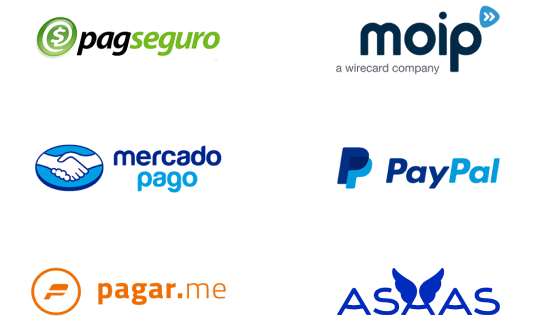 pagseguro
moip
a wirecard company
mercado
pago
PayPal
pagar.me
ASAAS